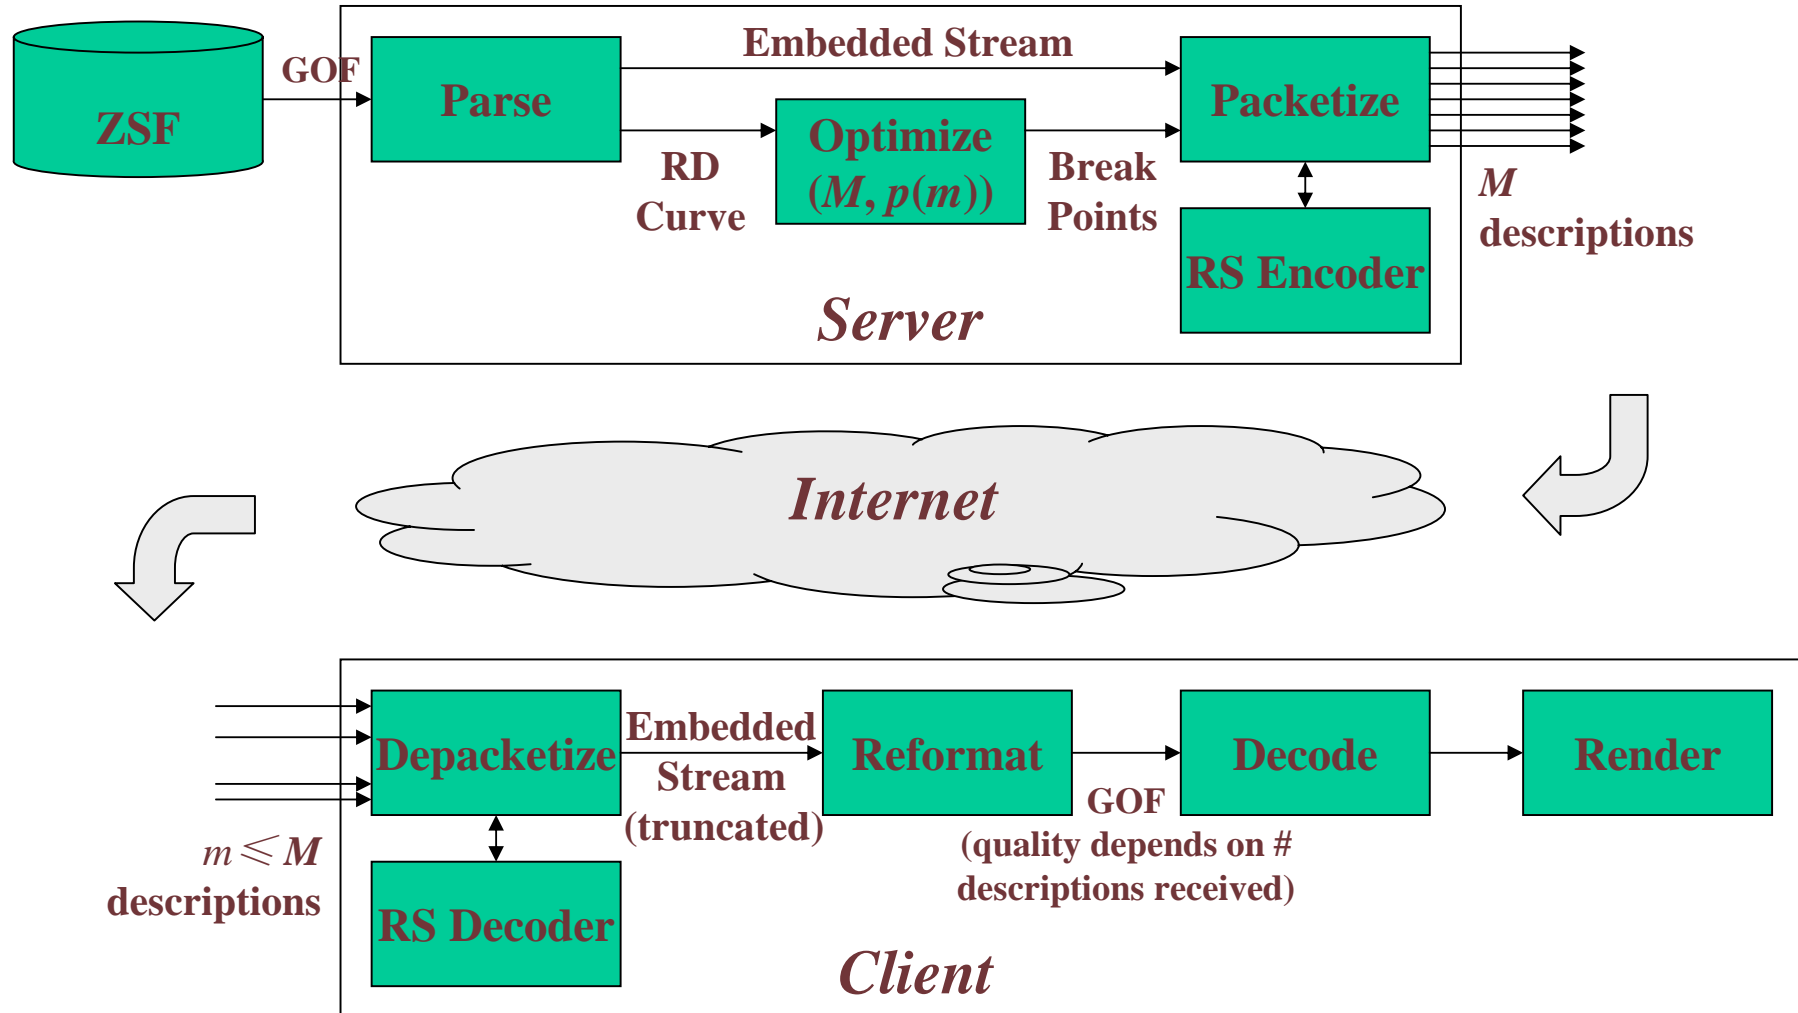 ZSF
GOF
Parse
Embedded Stream
RD
Curve
Optimize
(M, p(m))
Break
Points
Packetize
RS Encoder
M
descriptions
Server
Internet
m ⩽ M
descriptions
Depacketize
RS Decoder
Embedded
Stream
(truncated)
Reformat
GOF
(quality depends on #
descriptions received)
Decode
Render
Client